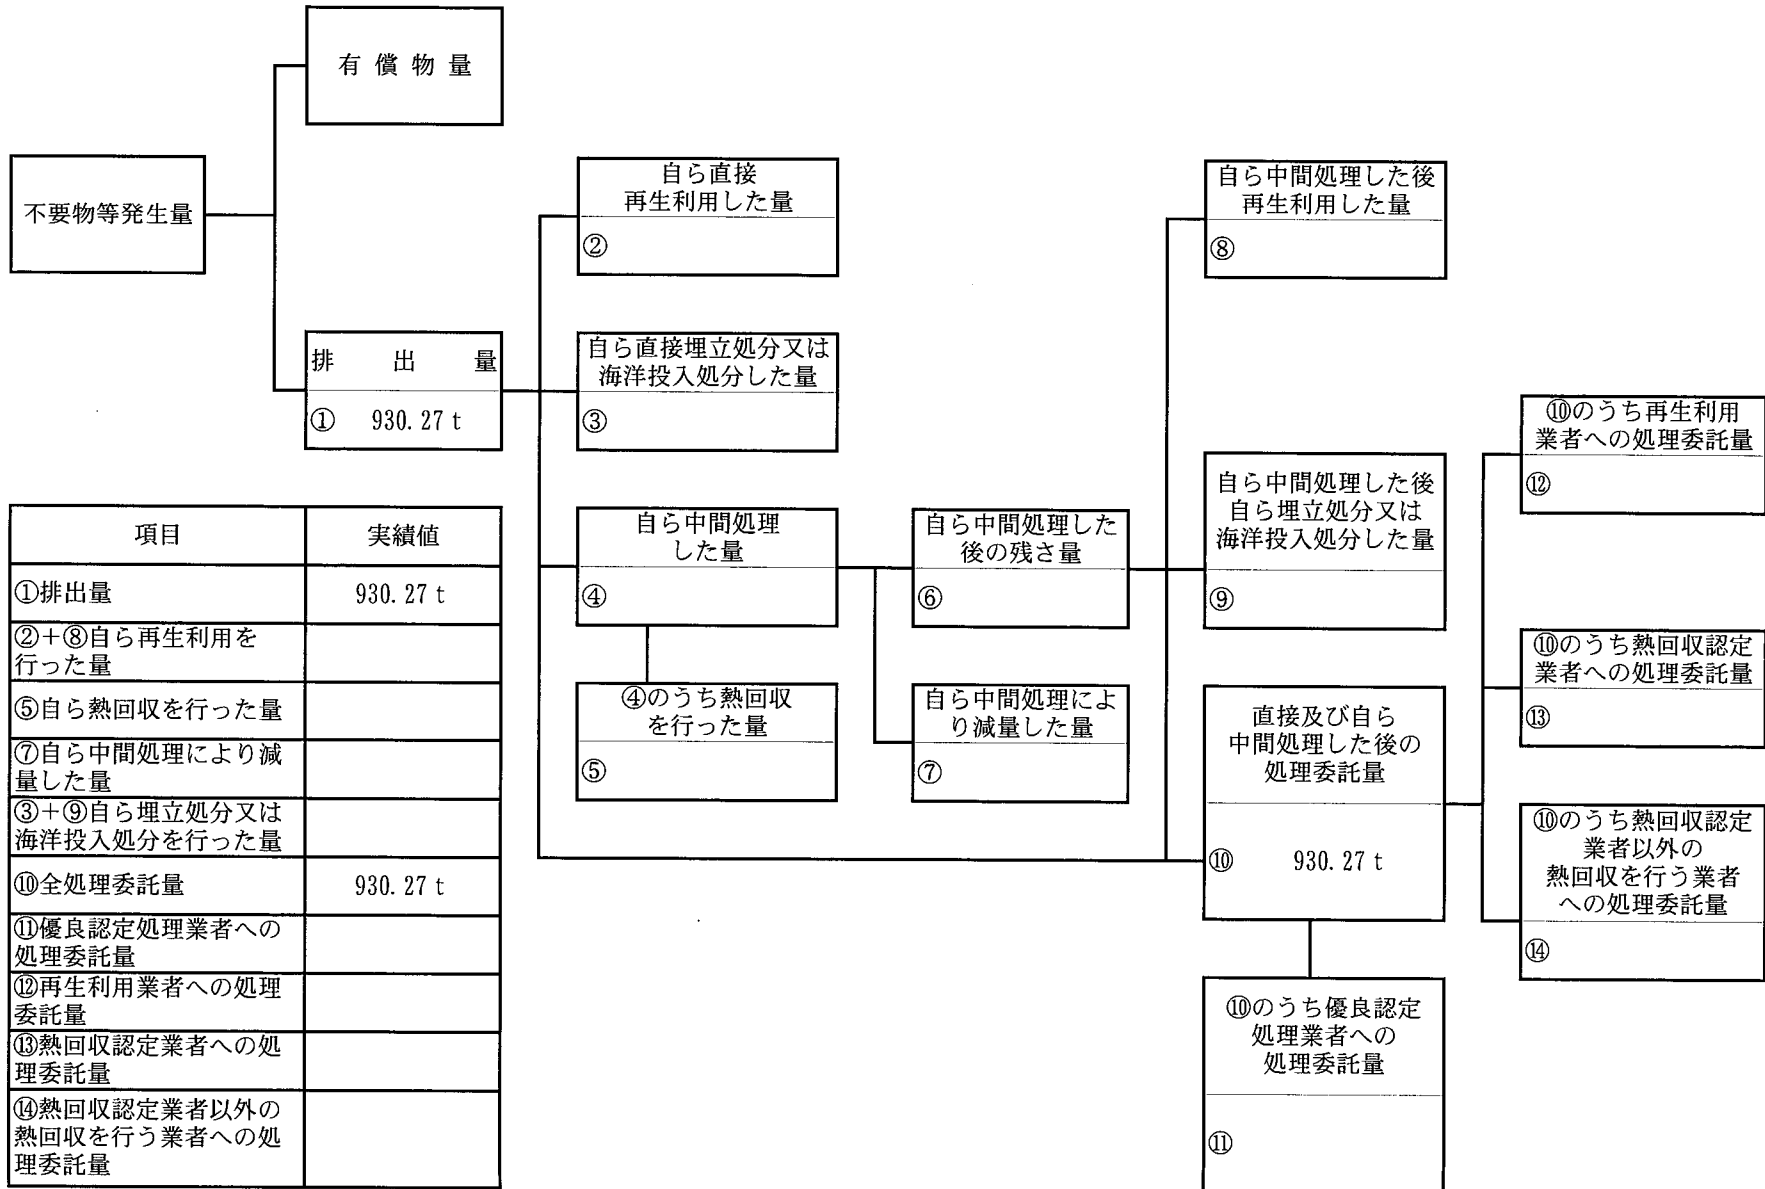 有償物量
不要物等発生量
排出量
① 930.27 t
自ら直接
再生利用した量
②
自ら直接埋立処分又は
海洋投入処分した量
③
自ら中間処理
した量
④
④のうち熱回収
を行った量
⑤
自ら中間処理した
後の残さ量
⑥
自ら中間処理によ
り減量した量
⑦
自ら中間処理した後
再生利用した量
⑧
自ら中間処理した後
自ら埋立処分又は
海洋投入処分した量
⑨
直接及び自ら
中間処理した後の
処理委託量
⑩ 930.27 t
⑩のうち優良認定
処理業者への
処理委託量
⑪
⑩のうち再生利用
業者への処理委託量
⑫
⑩のうち熱回収認定
業者への処理委託量
⑬
⑩のうち熱回収認定
業者以外の
熱回収を行う業者
への処理委託量
⑭
項目 実績値
①排出量 930.27 t
②+⑧自ら再生利用を
行った量
⑤自ら熱回収を行った量
⑦自ら中間処理により減
量した量
③+⑨自ら埋立処分又は
海洋投入処分を行った量
⑩全処理委託量 930.27 t
⑪優良認定処理業者への
処理委託量
⑫再生利用業者への処理
委託量
⑬熱回収認定業者への処
理委託量
⑭熱回収認定業者以外の
熱回収を行う業者への処
理委託量